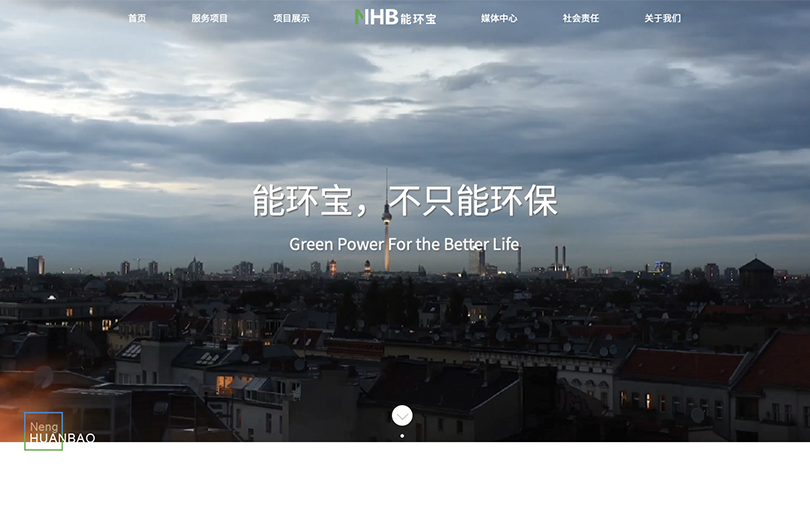 首页
服务项目
项目展示
NHB能环宝
媒体中心
社会责任
关于我们
能环宝，不只能环保
Green Power For the Better Life
Neng
HUANBAO